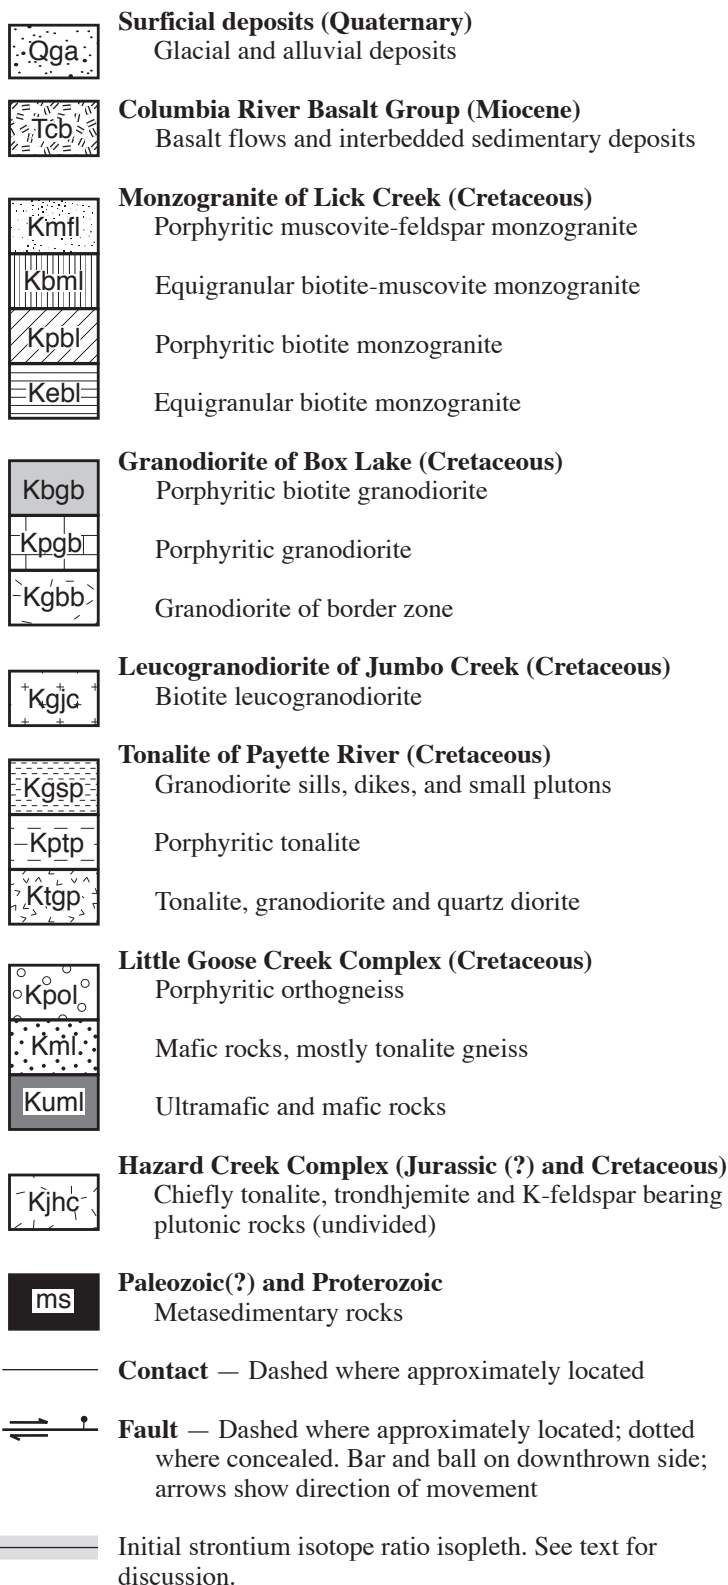 Surficial deposits (Quaternary)
Qga Glacial and alluvial deposits
Columbia River Basalt Group (Miocene)
Tcb Basalt flows and interbedded sedimentary deposits
Monzogranite of Lick Creek (Cretaceous)
Kmfl Porphyritic muscovite-feldspar monzogranite
Kbml Equigranular biotite-muscovite monzogranite
Kpbl Porphyritic biotite monzogranite
Kebl Equigranular biotite monzogranite
Granodiorite of Box Lake (Cretaceous)
Kbgb Porphyritic biotite granodiorite
Kpgb Porphyritic granodiorite
Kgbb Granodiorite of border zone
Leucogranodiorite of Jumbo Creek (Cretaceous)
Kgjc Biotite leucogranodiorite
Tonalite of Payette River (Cretaceous)
Kgsp Granodiorite sills, dikes, and small plutons
Kptp Porphyritic tonalite
Ktgp Tonalite, granodiorite and quartz diorite
Little Goose Creek Complex (Cretaceous)
Kpol Porphyritic orthogneiss
Kml Mafic rocks, mostly tonalite gneiss
Kuml Ultramafic and mafic rocks
Hazard Creek Complex (Jurassic (?) and Cretaceous)
Kjhc Chiefly tonalite, trondhjemite and K-feldspar bearing
plutonic rocks (undivided)
Paleozoic(?) and Proterozoic
ms Metasedimentary rocks
Contact — Dashed where approximately located
Fault — Dashed where approximately located; dotted
where concealed. Bar and ball on downthrown side;
arrows show direction of movement
Initial strontium isotope ratio isopleth. See text for
discussion.